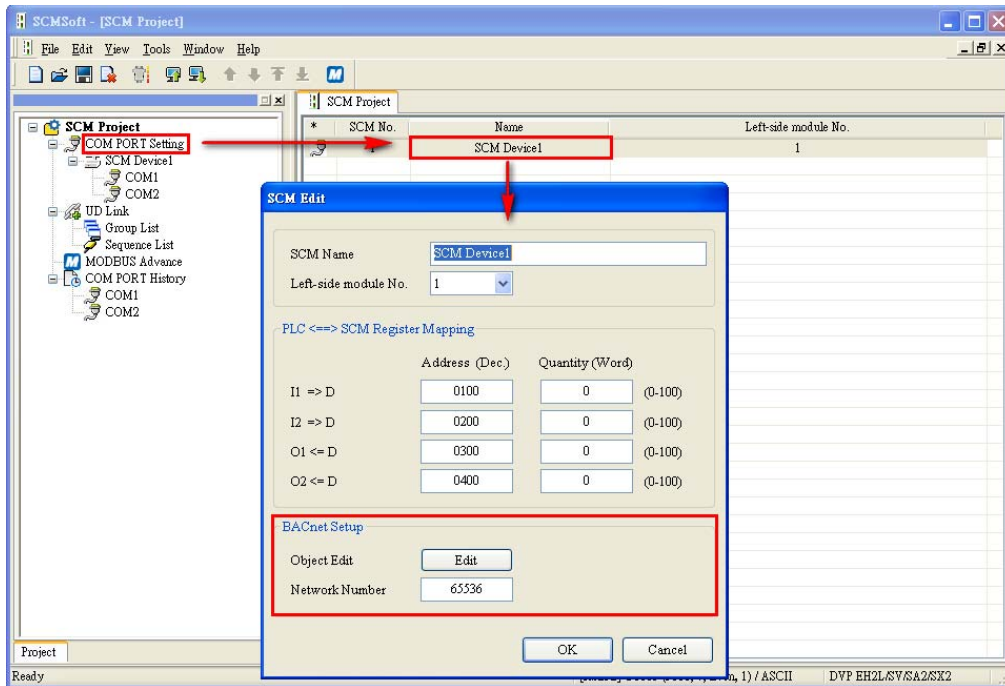 SCMSoft - [SCM Project]
File Edit View Tools Window Help
SCM Project
* SCM No. Name Left-side module No.
1 SCM Device1 1
SCM Project
COM PORT Setting
SCM Device1
COM1
COM2
UD Link
Group List
Sequence List
MODBUS Advance
COM PORT History
COM1
COM2
SCM Edit
SCM Name SCM Device1
Left-side module No. 1
PLC <==> SCM Register Mapping
Address (Dec.) Quantity (Word)
I1 => D 0100 0 (0-100)
I2 => D 0200 0 (0-100)
O1 <= D 0300 0 (0-100)
O2 <= D 0400 0 (0-100)
BACnet Setup
Object Edit Edit
Network Number 65536
OK Cancel
Project
Ready 1) / ASCII DVP EH2L/SV/SA2/SX2